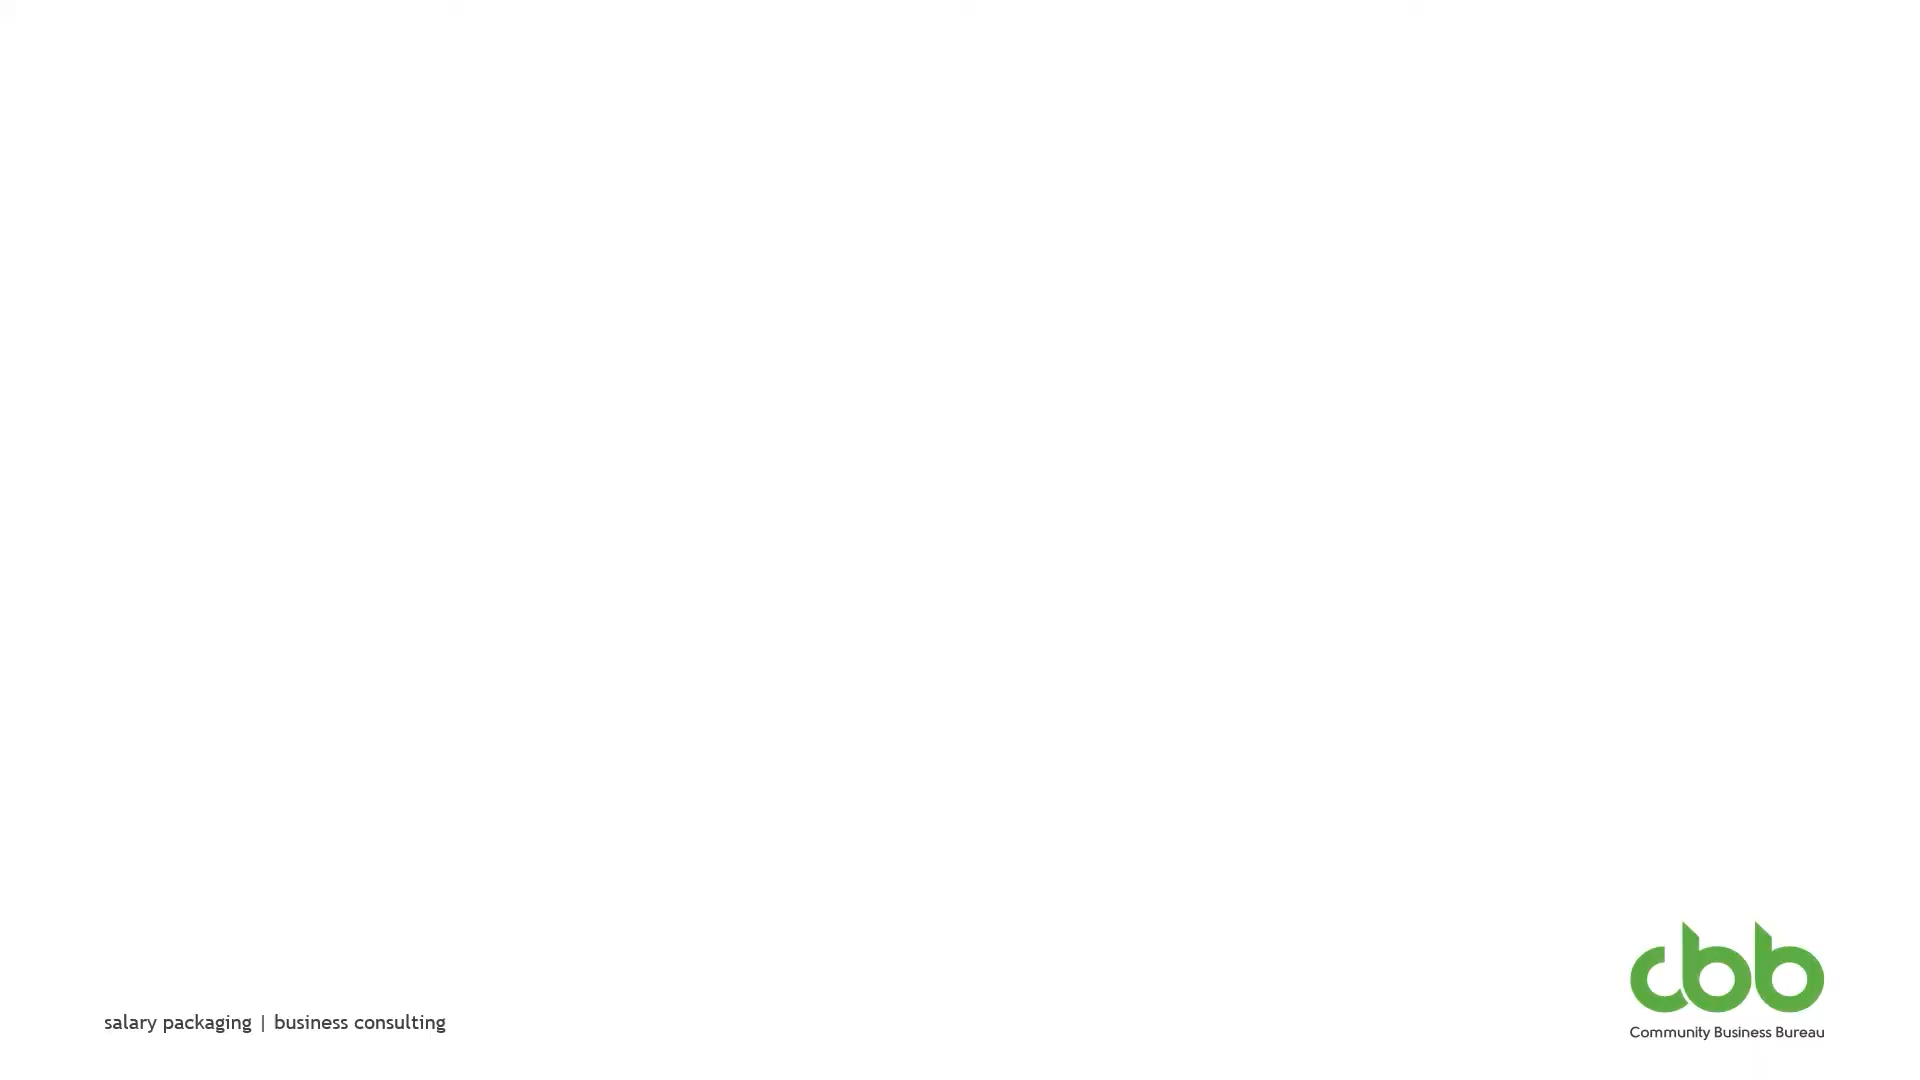 cbb
salary packaging | business consulting
Community Business Bureau